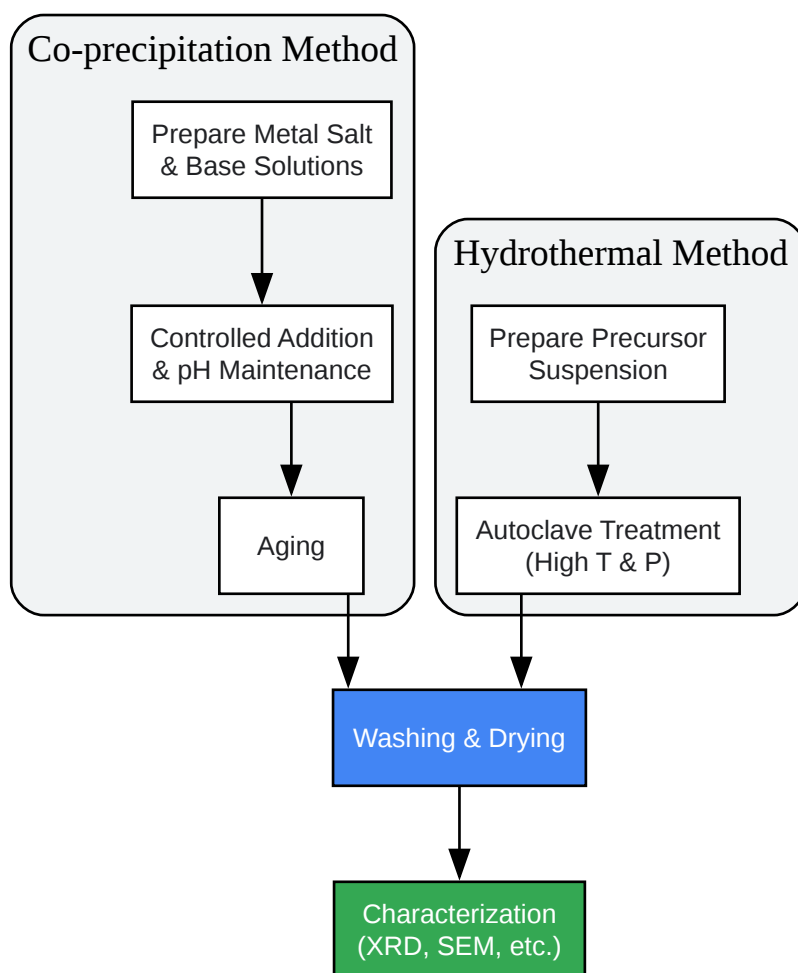 Co-precipitation Method
Prepare Metal Salt
& Base Solutions
Controlled Addition
& pH Maintenance
Aging
Hydrothermal Method
Prepare Precursor
Suspension
Autoclave Treatment
(High T & P)
Washing & Drying
Characterization
(XRD, SEM, etc.)